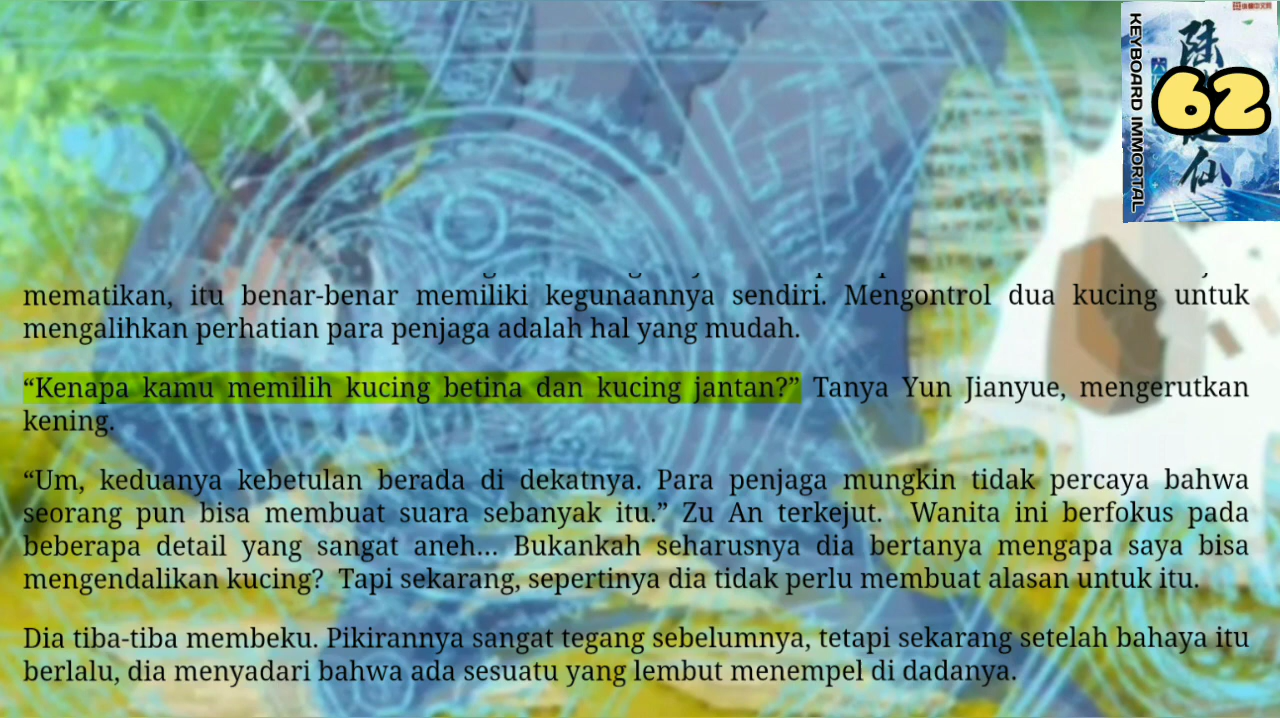 KEYBOARD IMMORTAL
62
仙
mematikan, itu benar-benar memiliki kegunaannya sendiri. Mengontrol dua kucing untuk
mengalihkan perhatian para penjaga adalah hal yang mudah.
“Kenapa kamu memilih kucing betina dan kucing jantan?” Tanya Yun Jianyue, mengerutkan
kening.
“Um, keduanya kebetulan berada di dekatnya. Para penjaga mungkin tidak percaya bahwa
seorang pun bisa membuat suara sebanyak itu.” Zu An terkejut.  Wanita ini berfokus pada
beberapa detail yang sangat aneh... Bukankah seharusnya dia bertanya mengapa saya bisa
mengendalikan kucing?  Tapi sekarang, sepertinya dia tidak perlu membuat alasan untuk itu.
Dia tiba-tiba membeku. Pikirannya sangat tegang sebelumnya, tetapi sekarang setelah bahaya itu
berlalu, dia menyadari bahwa ada sesuatu yang lembut menempel di dadanya.